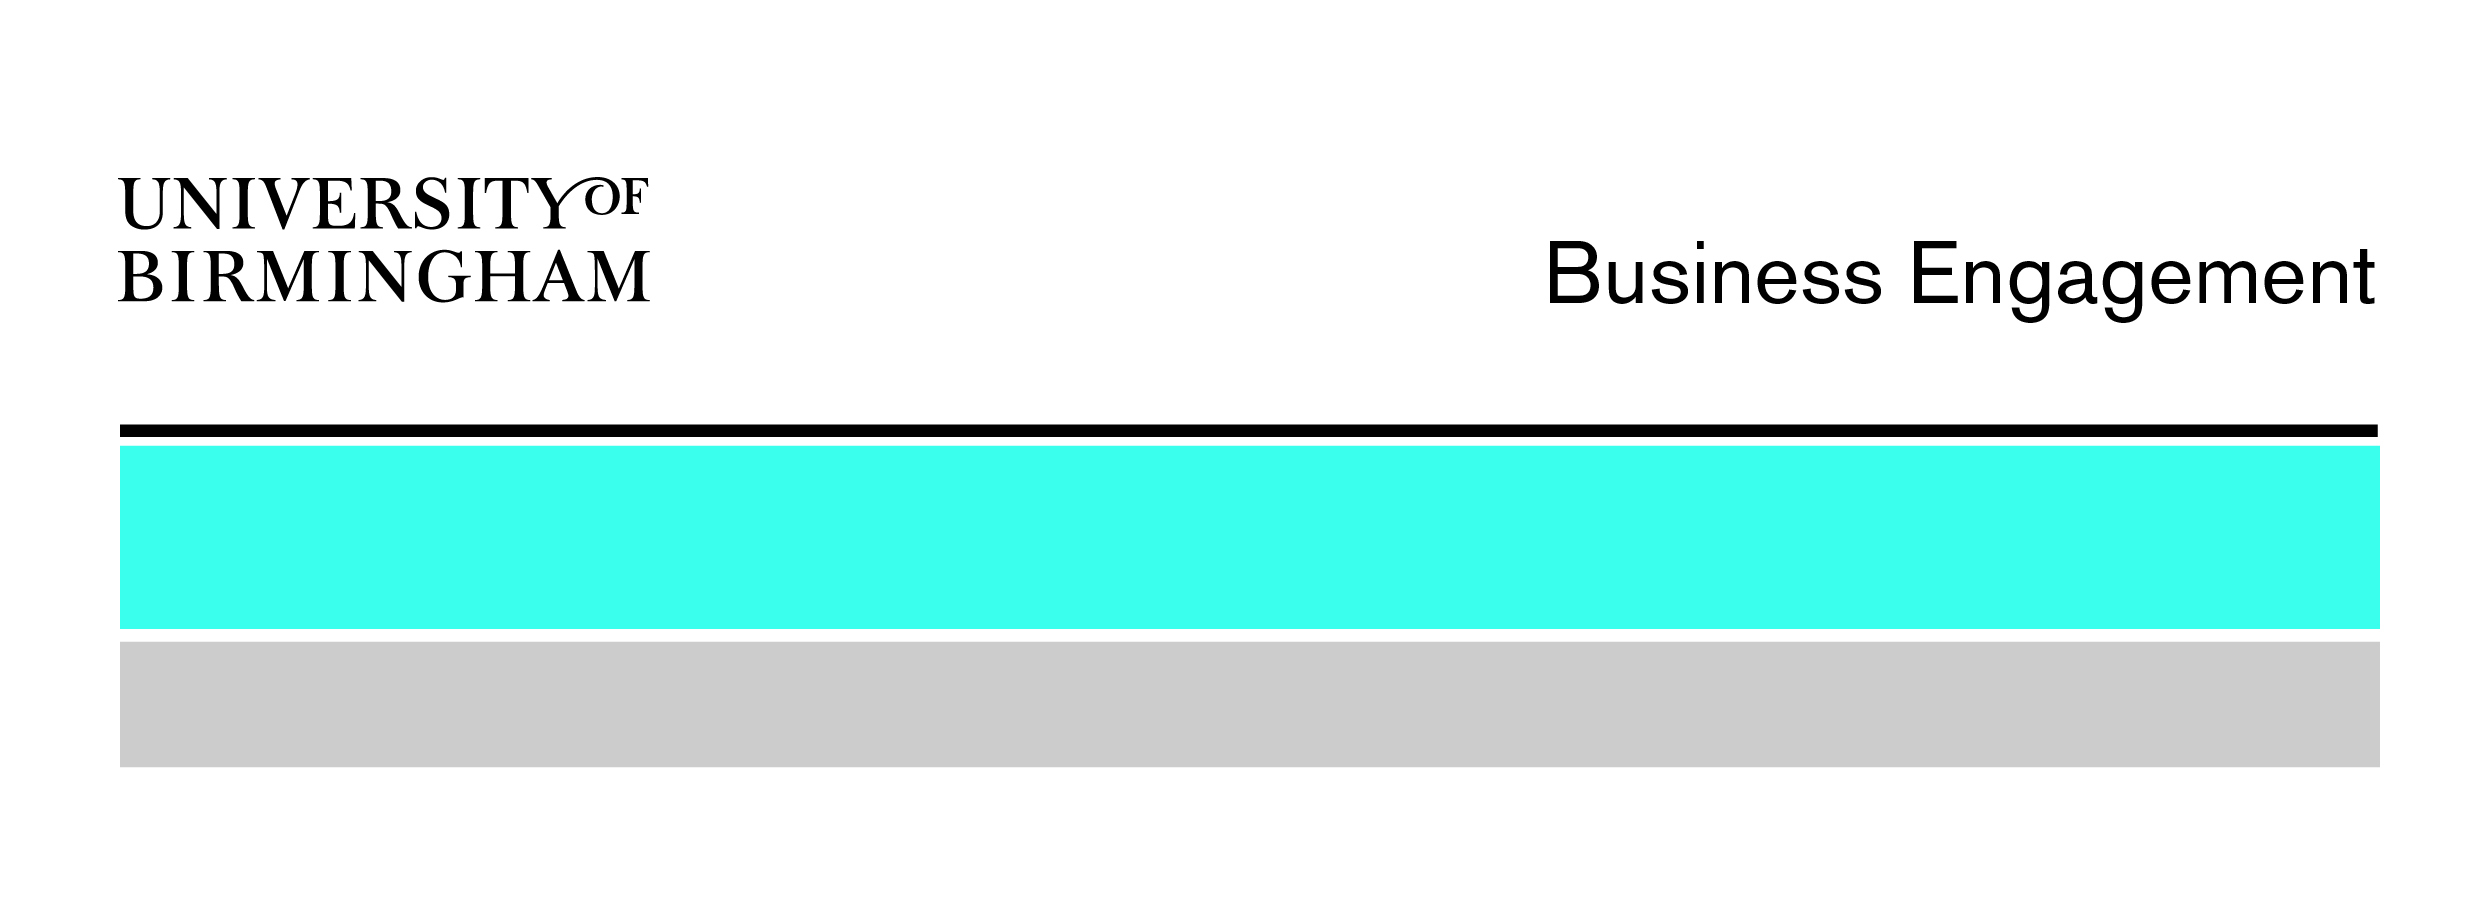 UNIVERSITY OF
BIRMINGHAM
Business Engagement